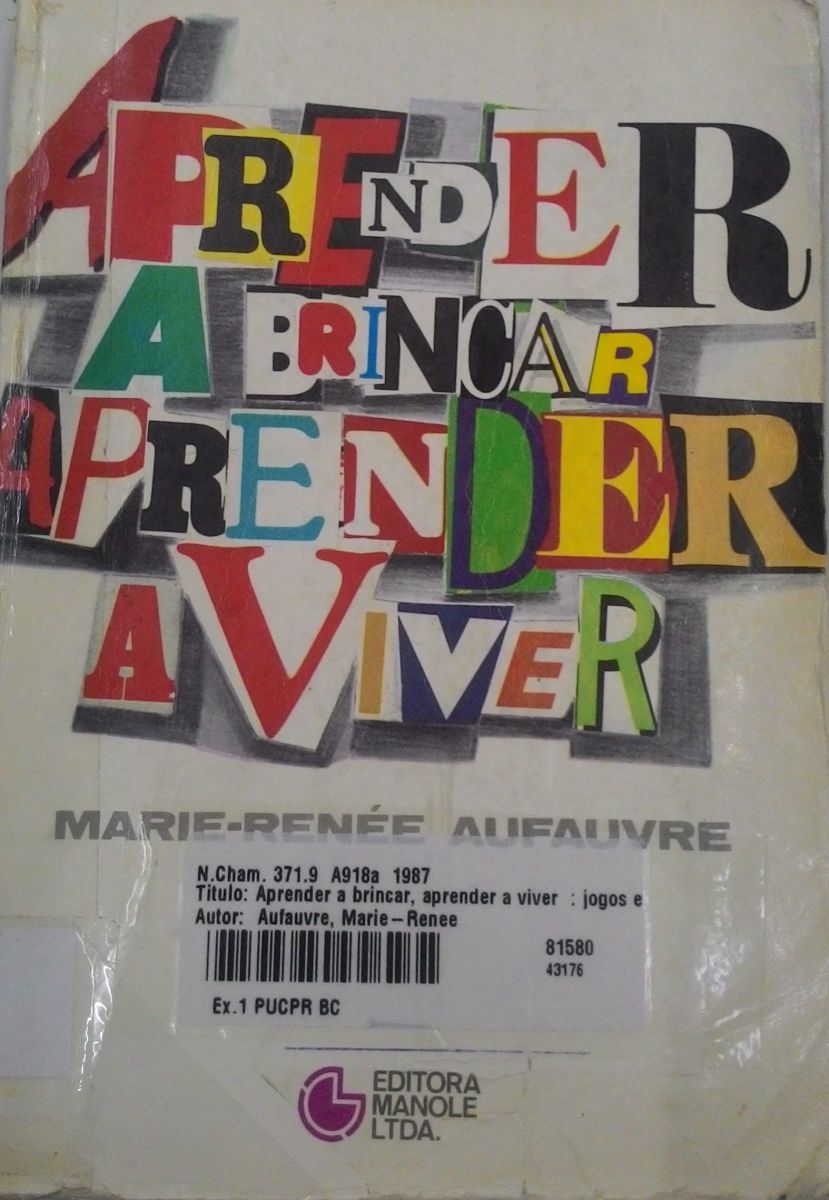 APRENDER
A BRINCAR
APRENDER
A VIVER
MARIE-RENÉE AUFAUVRE
N.Cham. 371.9 A918a 1987
Título: Aprender a brincar, aprender a viver : jogos e
Autor: Aufauvre, Marie-Renee
81580
43176
Ex.1 PUCPR BC
EDITORA
MANOLE
LTDA.